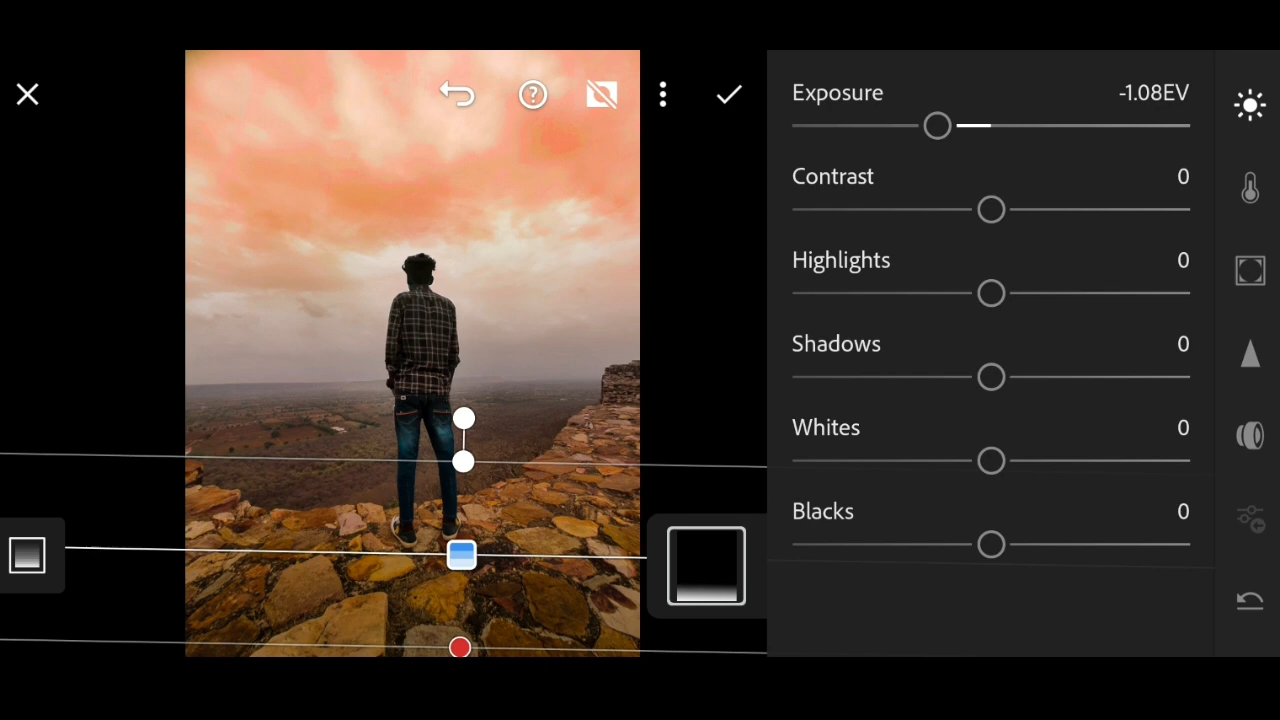 Exposure -1.08EV
Contrast 0
Highlights 0
Shadows 0
Whites 0
Blacks 0